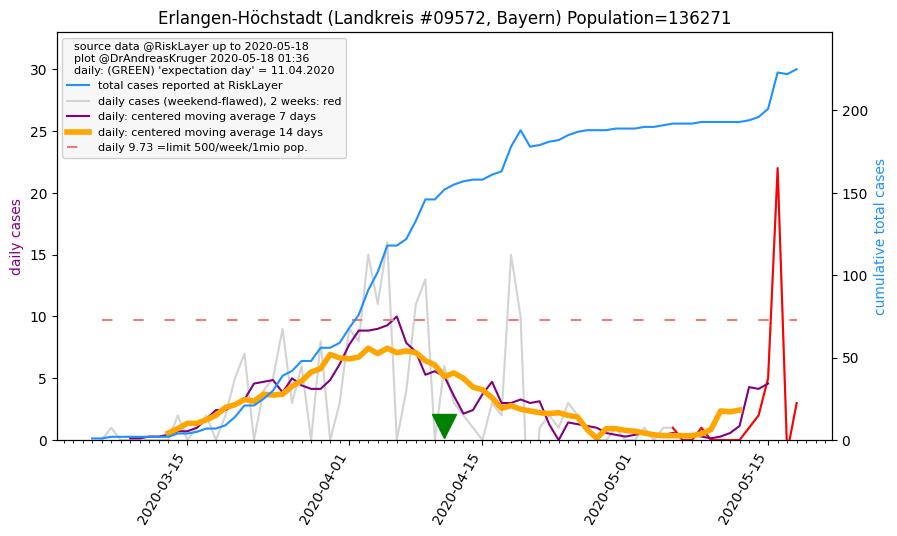 Erlangen-Höchstadt (Landkreis #09572, Bayern) Population=136271
source data @RiskLayer up to 2020-05-18
plot @DrAndreasKruger 2020-05-18 01:36
daily: (GREEN) 'expectation day' = 11.04.2020
total cases reported at RiskLayer
daily cases (weekend-flawed), 2 weeks: red
daily: centered moving average 7 days
daily: centered moving average 14 days
daily 9.73 =limit 500/week/1mio pop.
daily cases
30
25
20
15
10
5
0
200
150
100
50
0
cumulative total cases
2020-03-15
2020-04-01
2020-04-15
2020-05-01
2020-05-15